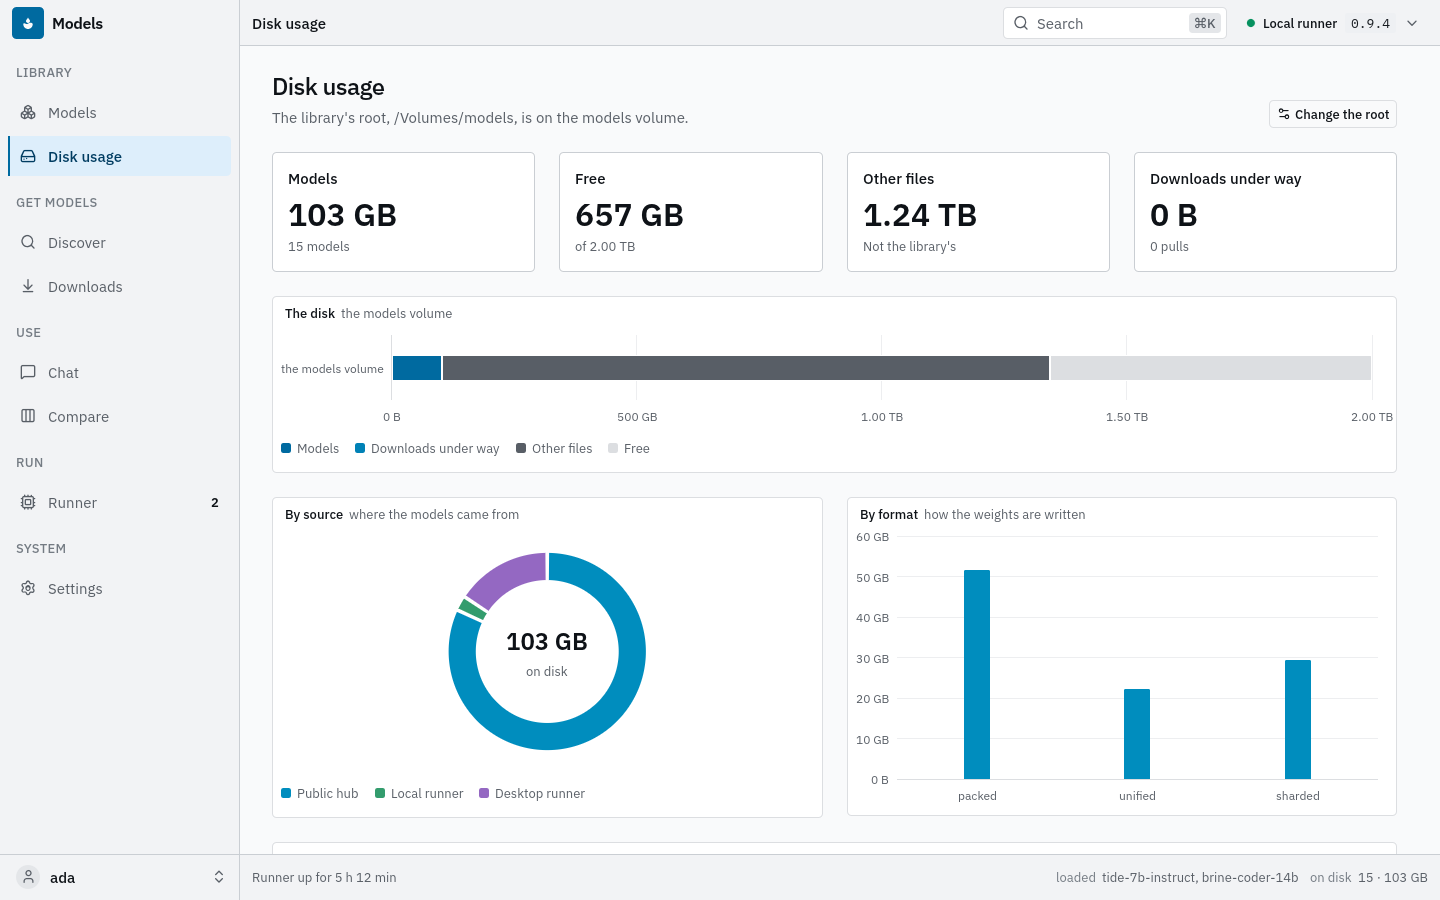 Models
Disk usage
Search
⌘K
Local runner
0.9.4
LIBRARY
Models
Disk usage
GET MODELS
Discover
Downloads
USE
Chat
Compare
RUN
Runner
2
SYSTEM
Settings
ada
Disk usage
The library's root, /Volumes/models, is on the models volume.
Change the root
Models
103 GB
15 models
Free
657 GB
of 2.00 TB
Other files
1.24 TB
Not the library's
Downloads under way
0 B
0 pulls
The disk the models volume
the models volume
0 B
500 GB
1.00 TB
1.50 TB
2.00 TB
Models
Downloads under way
Other files
Free
By source where the models came from
103 GB
on disk
Public hub
Local runner
Desktop runner
By format how the weights are written
60 GB
50 GB
40 GB
30 GB
20 GB
10 GB
0 B
packed
unified
sharded
Runner up for 5 h 12 min
loaded tide-7b-instruct, brine-coder-14b
on disk 15 · 103 GB